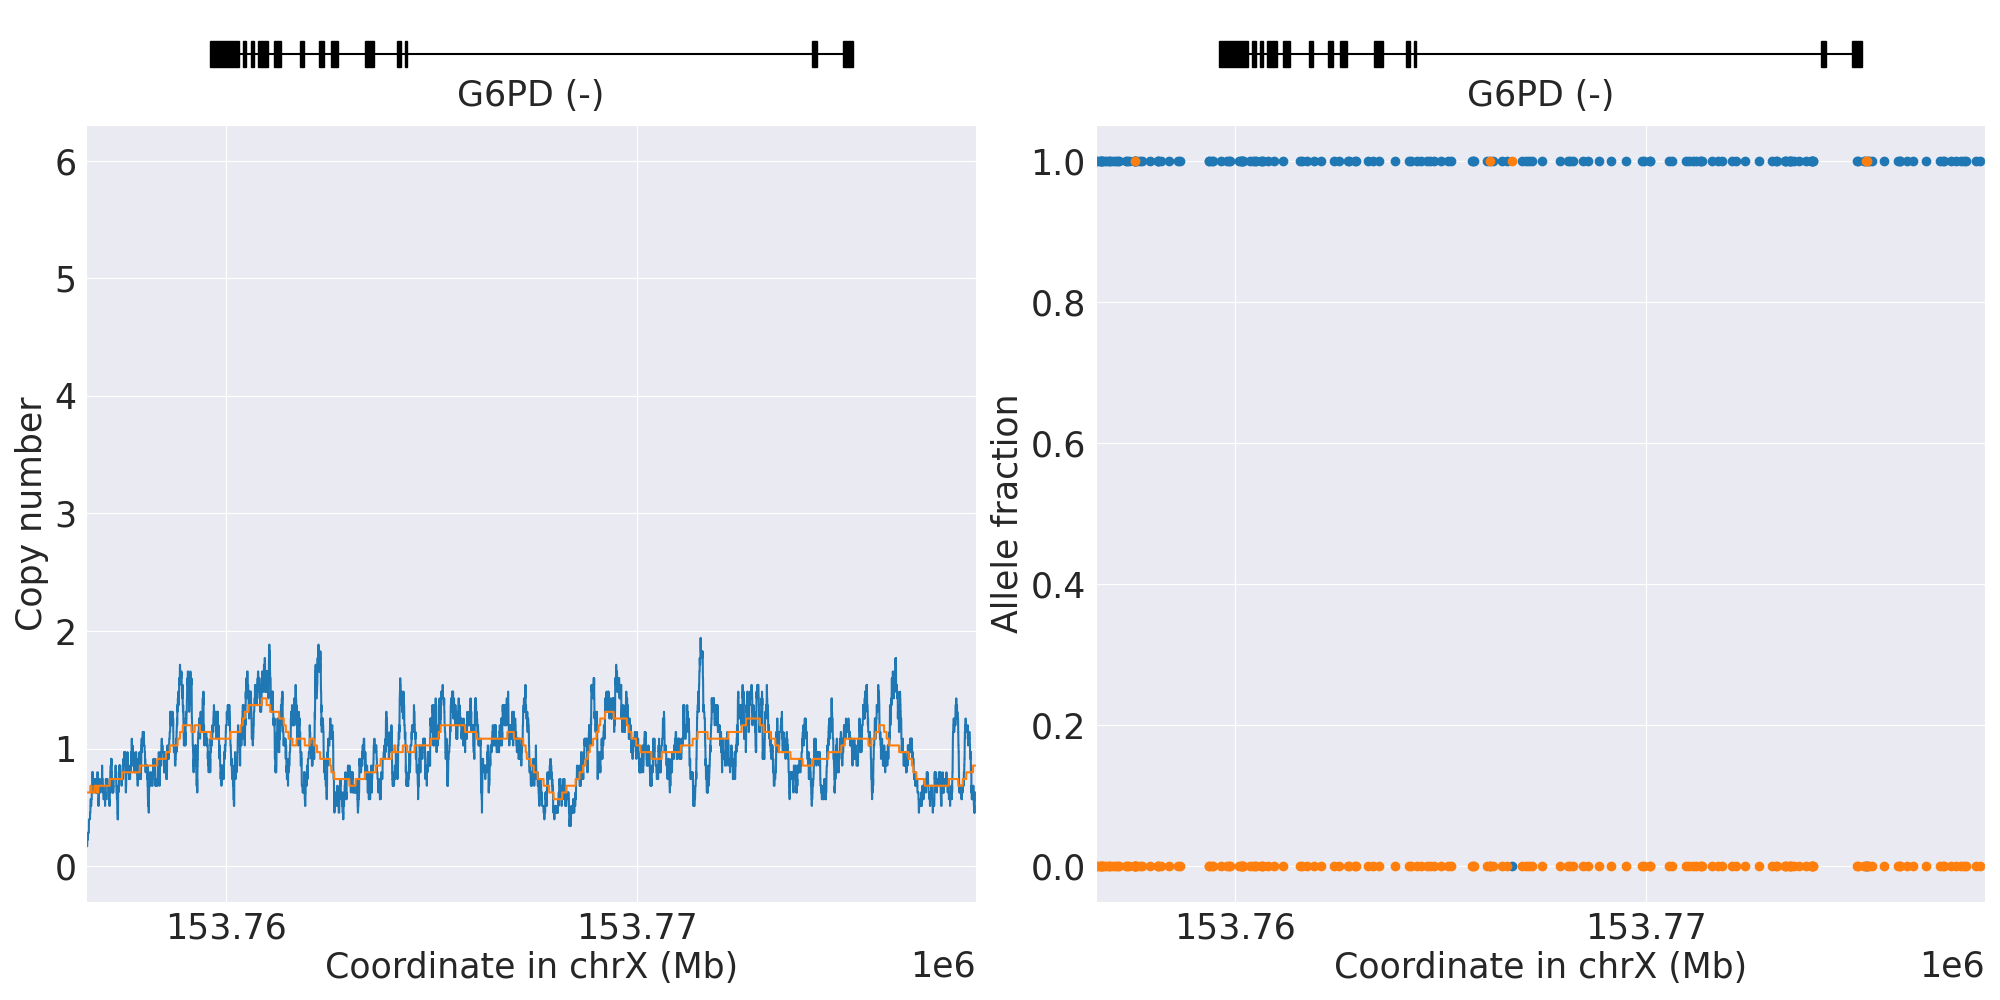 G6PD (-)
6
5
4
3
2
1
0
Copy number
153.76
153.77
Coordinate in chrX (Mb)
1e6
G6PD (-)
1.0
0.8
0.6
0.4
0.2
0.0
Allele fraction
153.76
153.77
Coordinate in chrX (Mb)
1e6